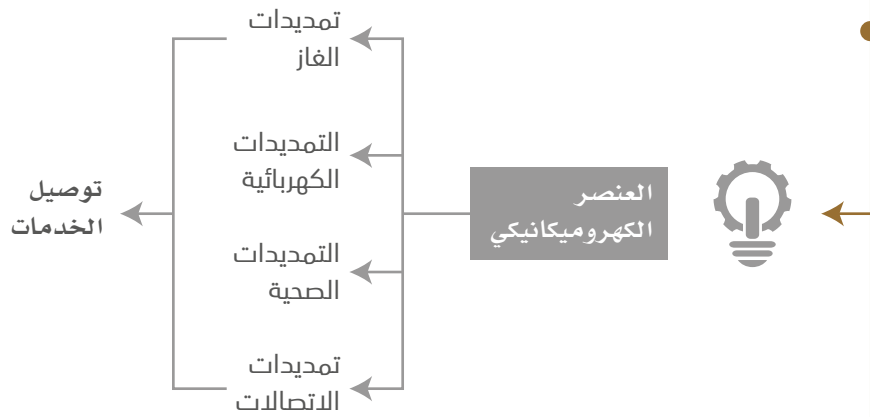 العنصر
الكهروميكانيكي
تمديدات
الغاز
التمديدات
الكهربائية
التمديدات
الصحية
تمديدات
الاتصالات
توصيل
الخدمات